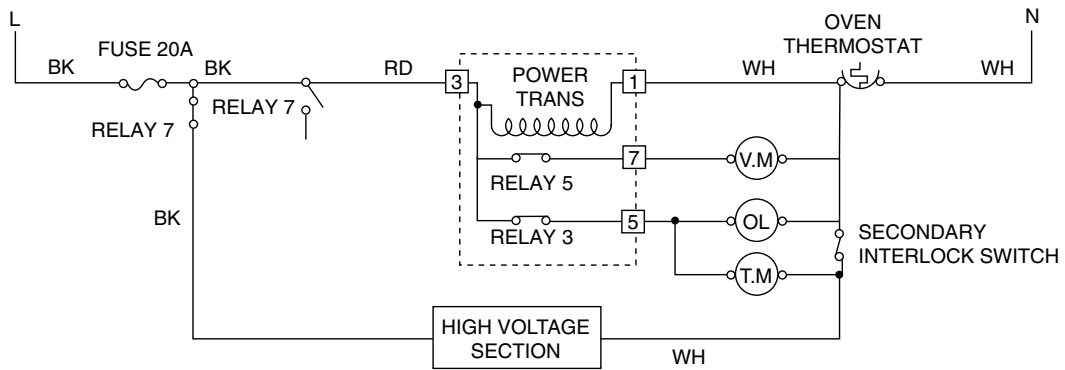 L
N
OVEN
THERMOSTAT
FUSE 20A
BK
BK
RD
3
POWER
TRANS
1
WH
WH
RELAY 7
RELAY 7
7
V.M
RELAY 5
BK
5
OL
RELAY 3
SECONDARY
INTERLOCK SWITCH
T.M
HIGH VOLTAGE
SECTION
WH